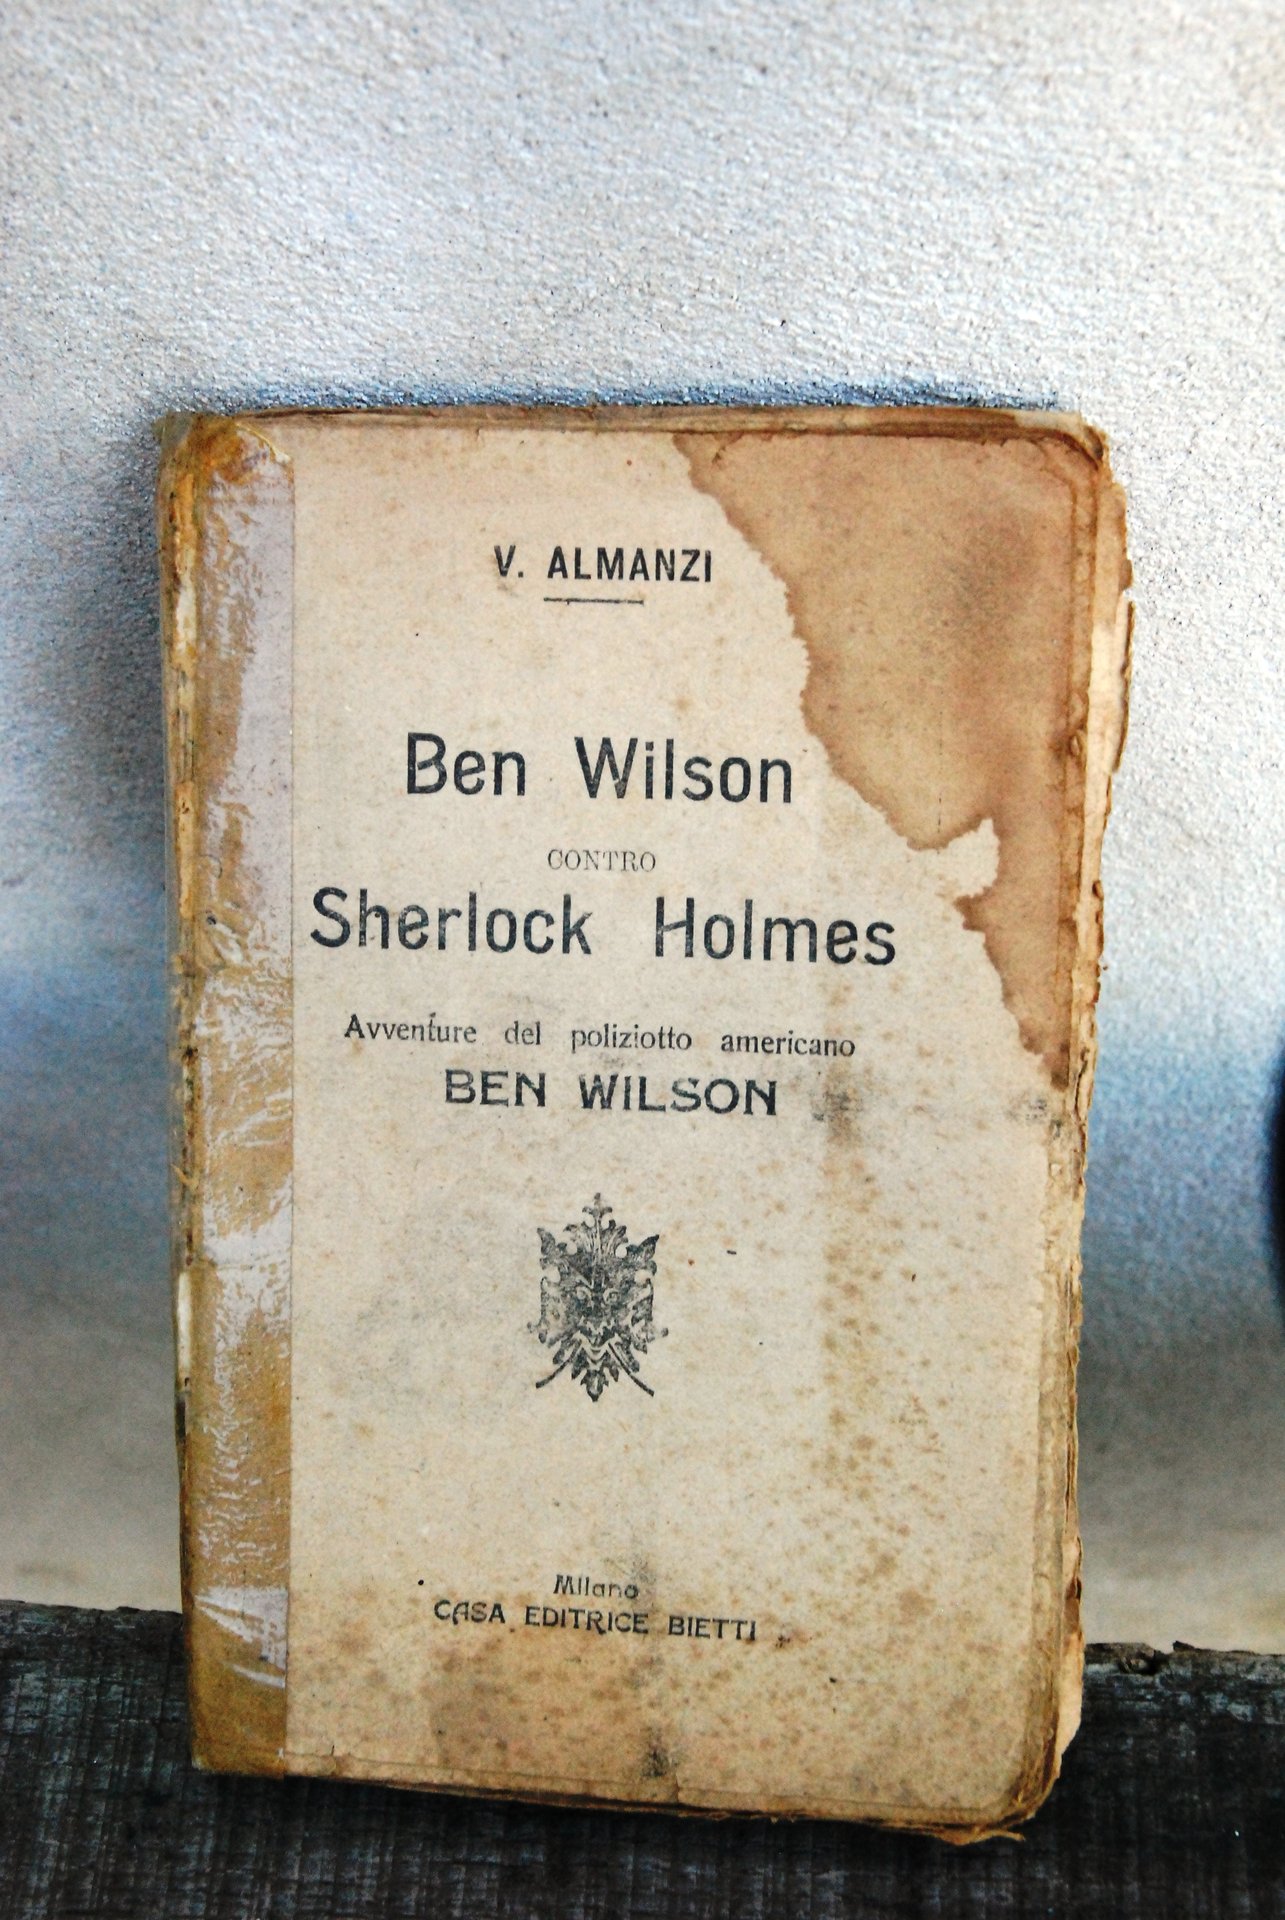 V. ALMANZI
Ben Wilson
CONTRO
Sherlock Holmes
Avventure del poliziotto americano
BEN WILSON
Milano
CASA EDITRICE BIETTI